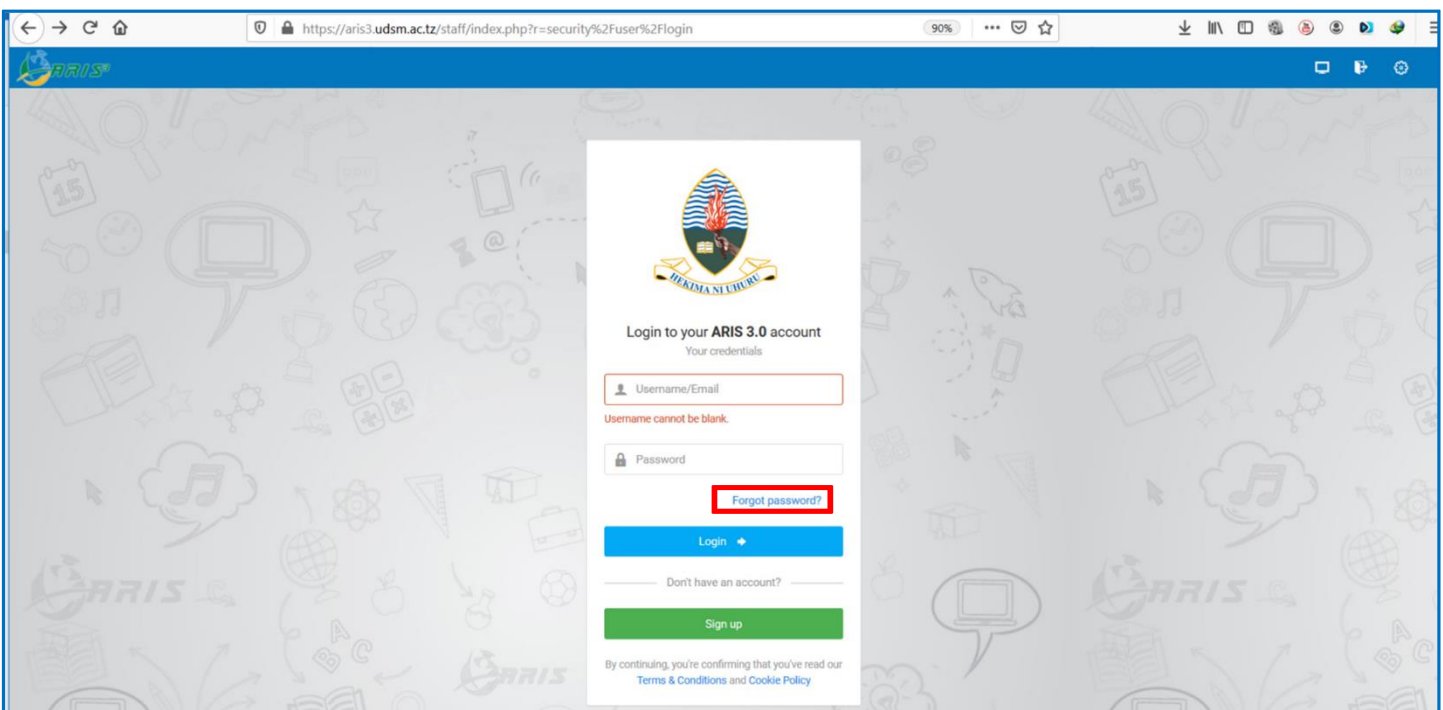 https://aris3.udsm.ac.tz/staff/index.php?r=security%2Fuser%2Flogin
90%
ARIS3
HEKIMA NI UHURU
Login to your ARIS 3.0 account
Your credentials
Username/Email
Username cannot be blank.
Password
Forgot password?
Login
Don't have an account?
Sign up
By continuing, you're confirming that you've read our
Terms & Conditions and Cookie Policy
15
15
@
ARIS
ARIS
ARIS
A
B C
A
B